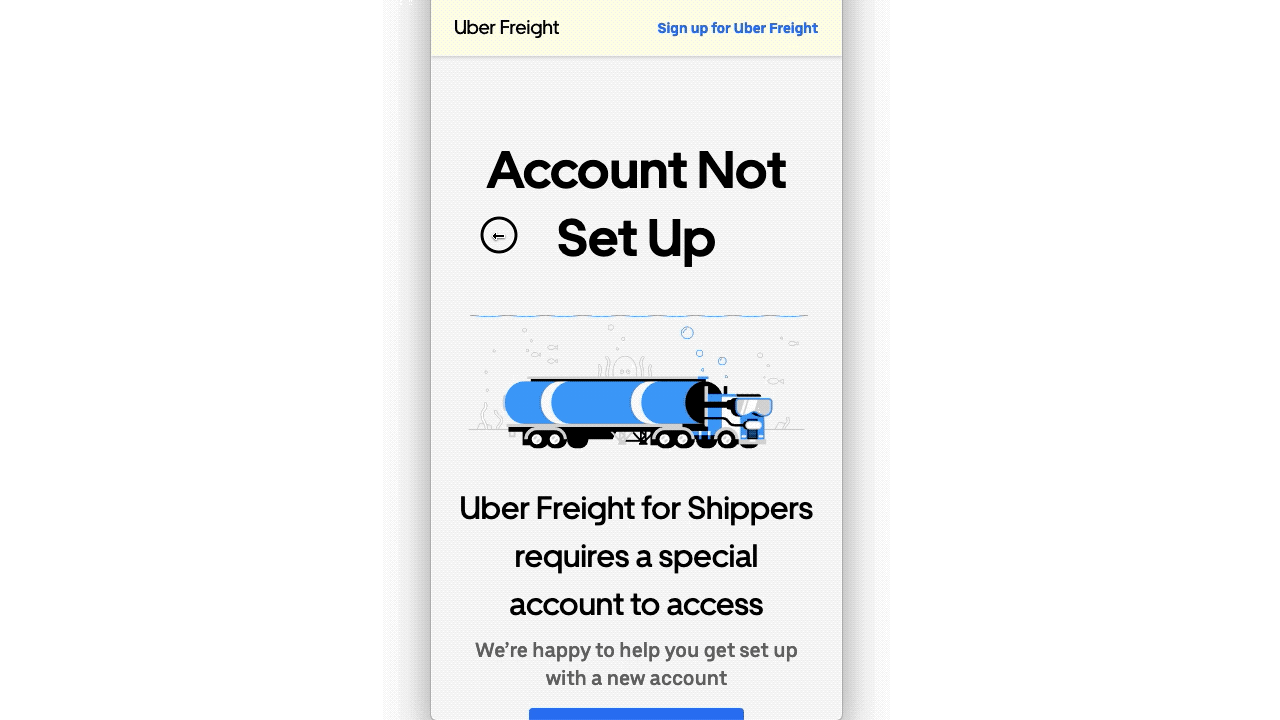 Uber Freight
Sign up for Uber Freight
Account Not
Set Up
Uber Freight for Shippers
requires a special
account to access
We're happy to help you get set up
with a new account